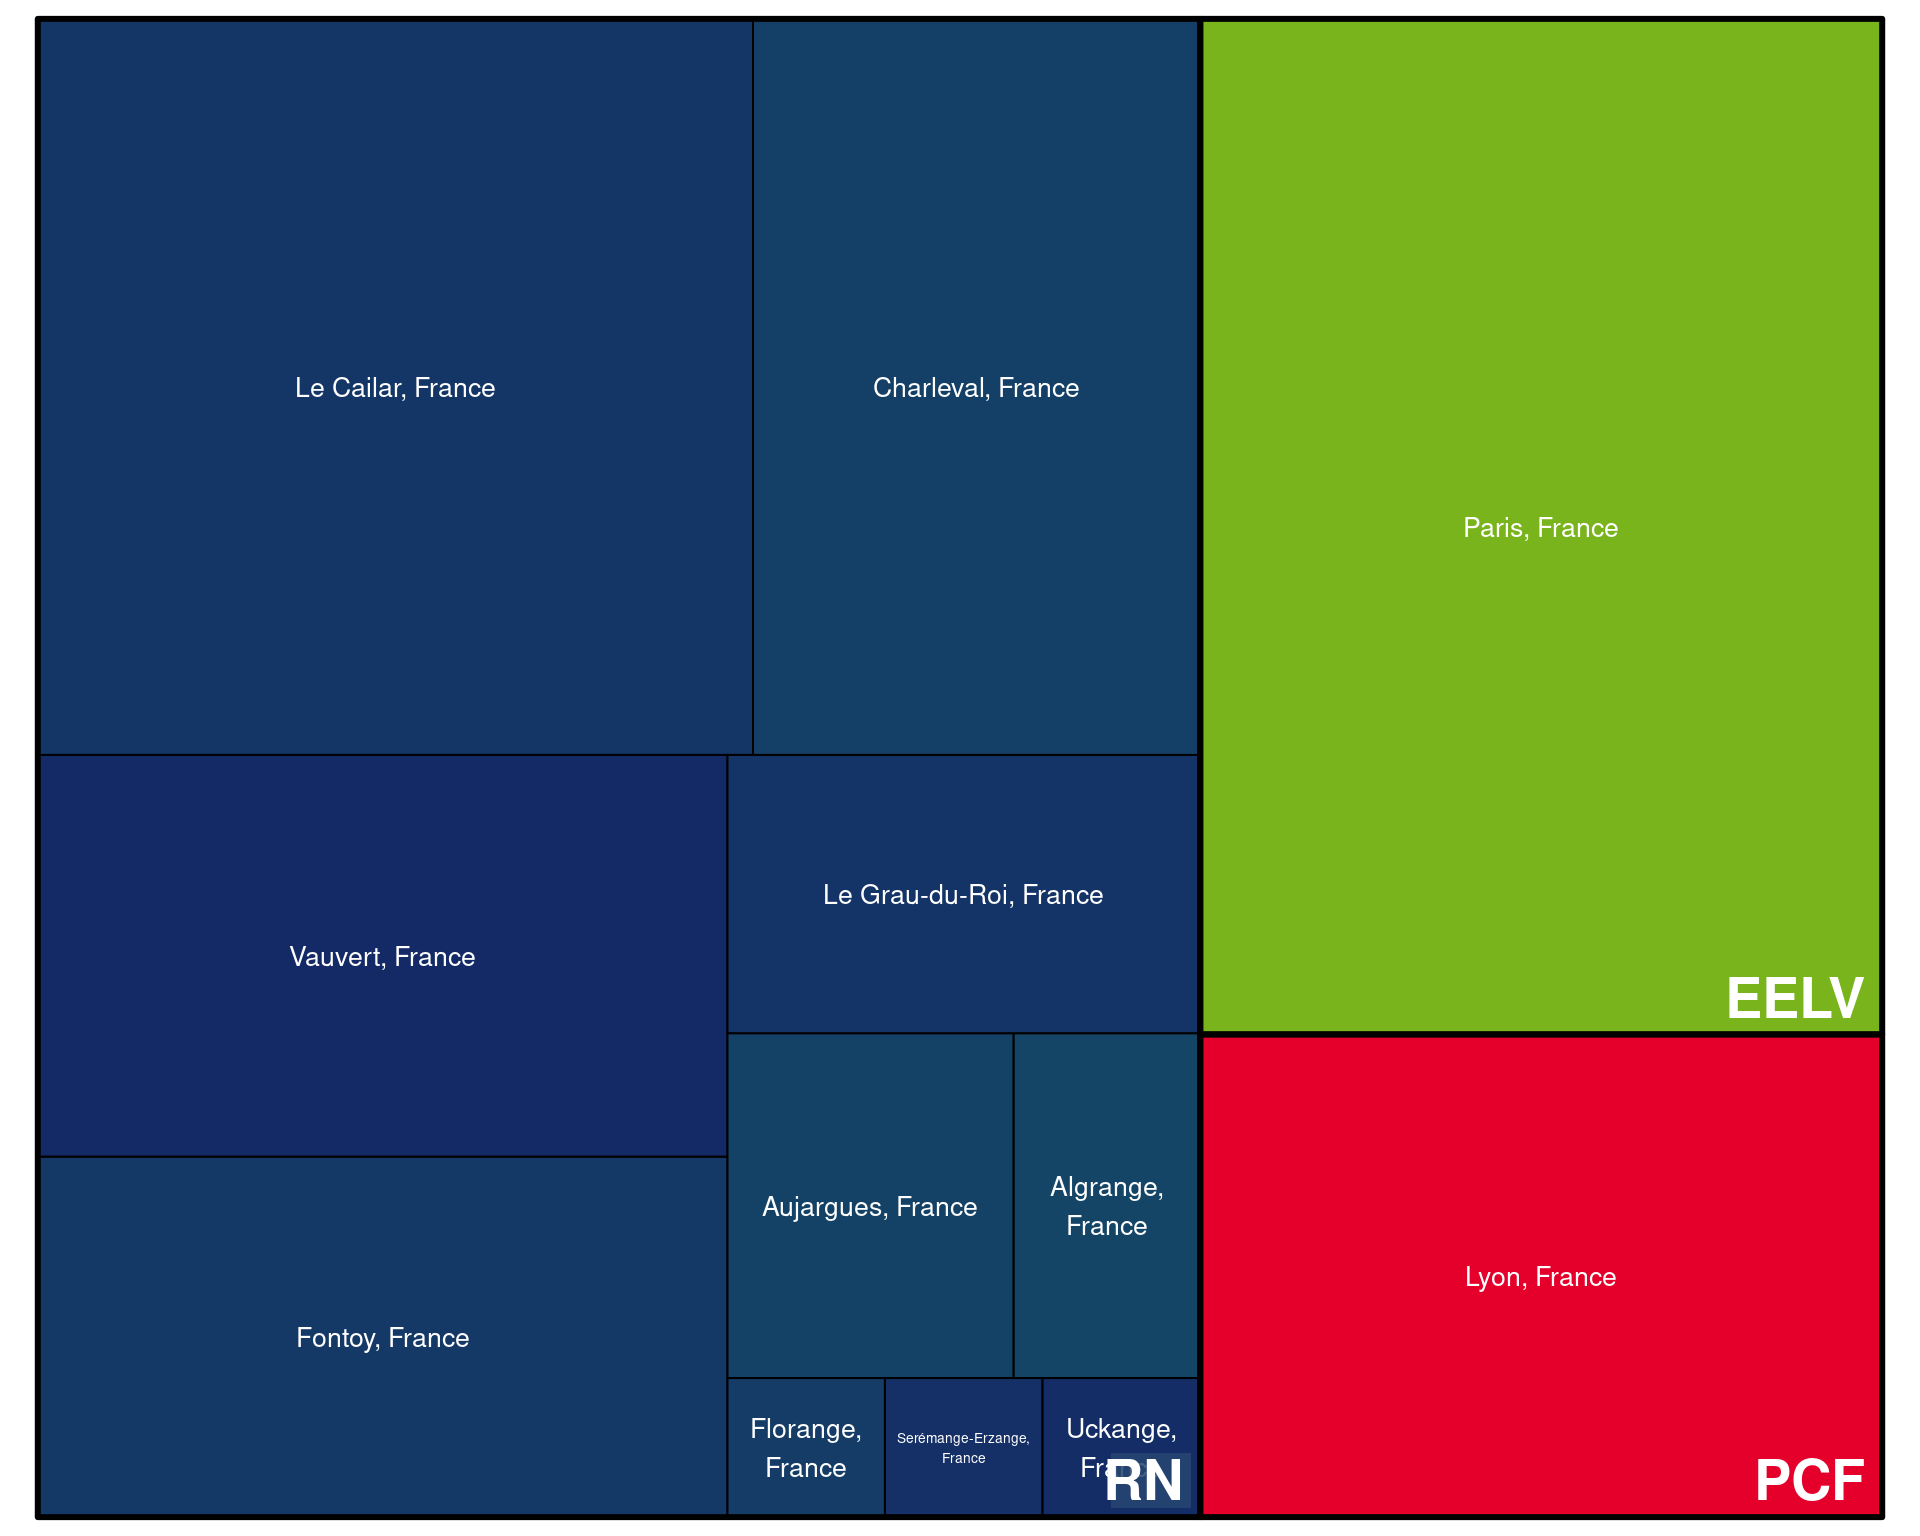 Le Cailar, France
Charleval, France
Paris, France
Vauvert, France
Le Grau-du-Roi, France
EELV
Fontoy, France
Aujargues, France
Algrange,
France
Lyon, France
Florange,
France
Serémange-Erzange,
France
Uckange,
RN
PCF